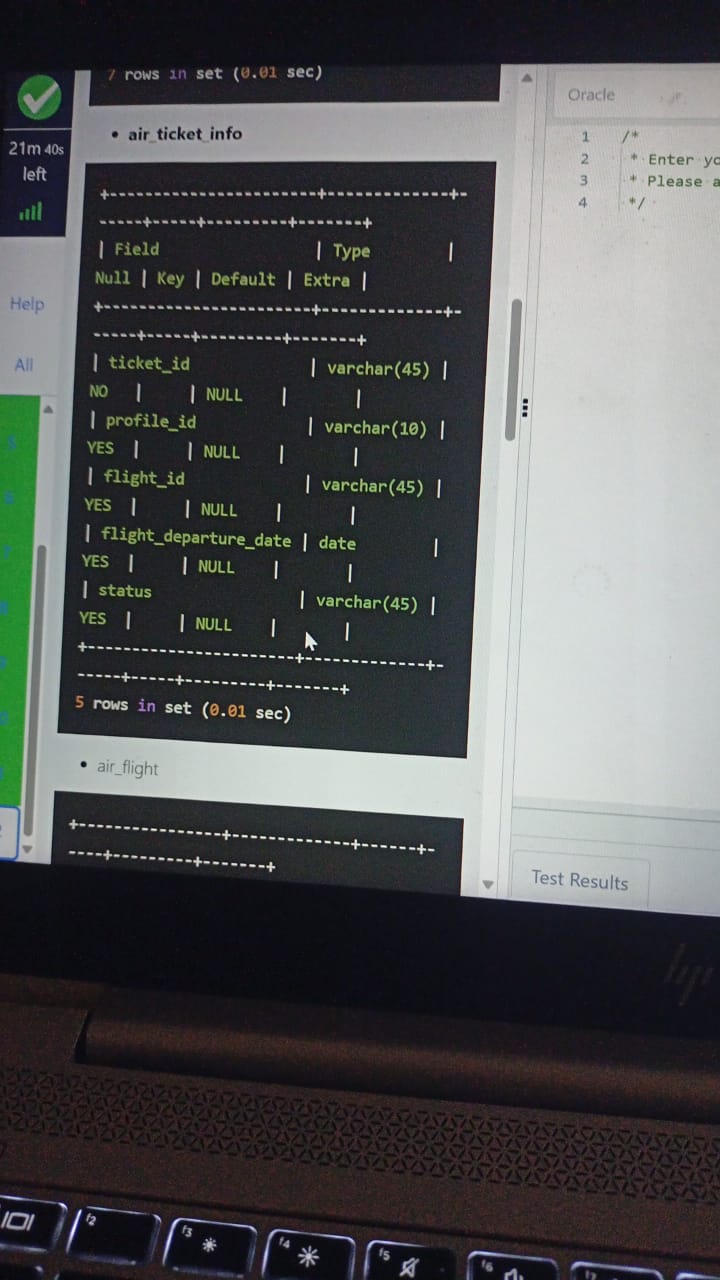 7 rows in set (0.01 sec)
• air_ticket_info
21m 40s
left
Help
All
+-----------------------+-------------+-
-----+-----+---------+-------+
| Field | Type |
Null | Key | Default | Extra |
+-----------------------+-------------+-
-----+-----+---------+-------+
| ticket_id | varchar(45) |
NO | | NULL | |
| profile_id | varchar(10) |
YES | | NULL | |
| flight_id | varchar(45) |
YES | | NULL | |
| flight_departure_date | date |
YES | | NULL | |
| status | varchar(45) |
YES | | NULL | |
+-----------------------+-------------+-
-----+-----+---------+-------+
5 rows in set (0.01 sec)
• air_flight
+----------------+-------------+------+-
----+---------+-------+
Oracle
1 /*
2 * Enter
3 * Please
4 */
Test Results
hp
f2
f3
f4
f5
f6